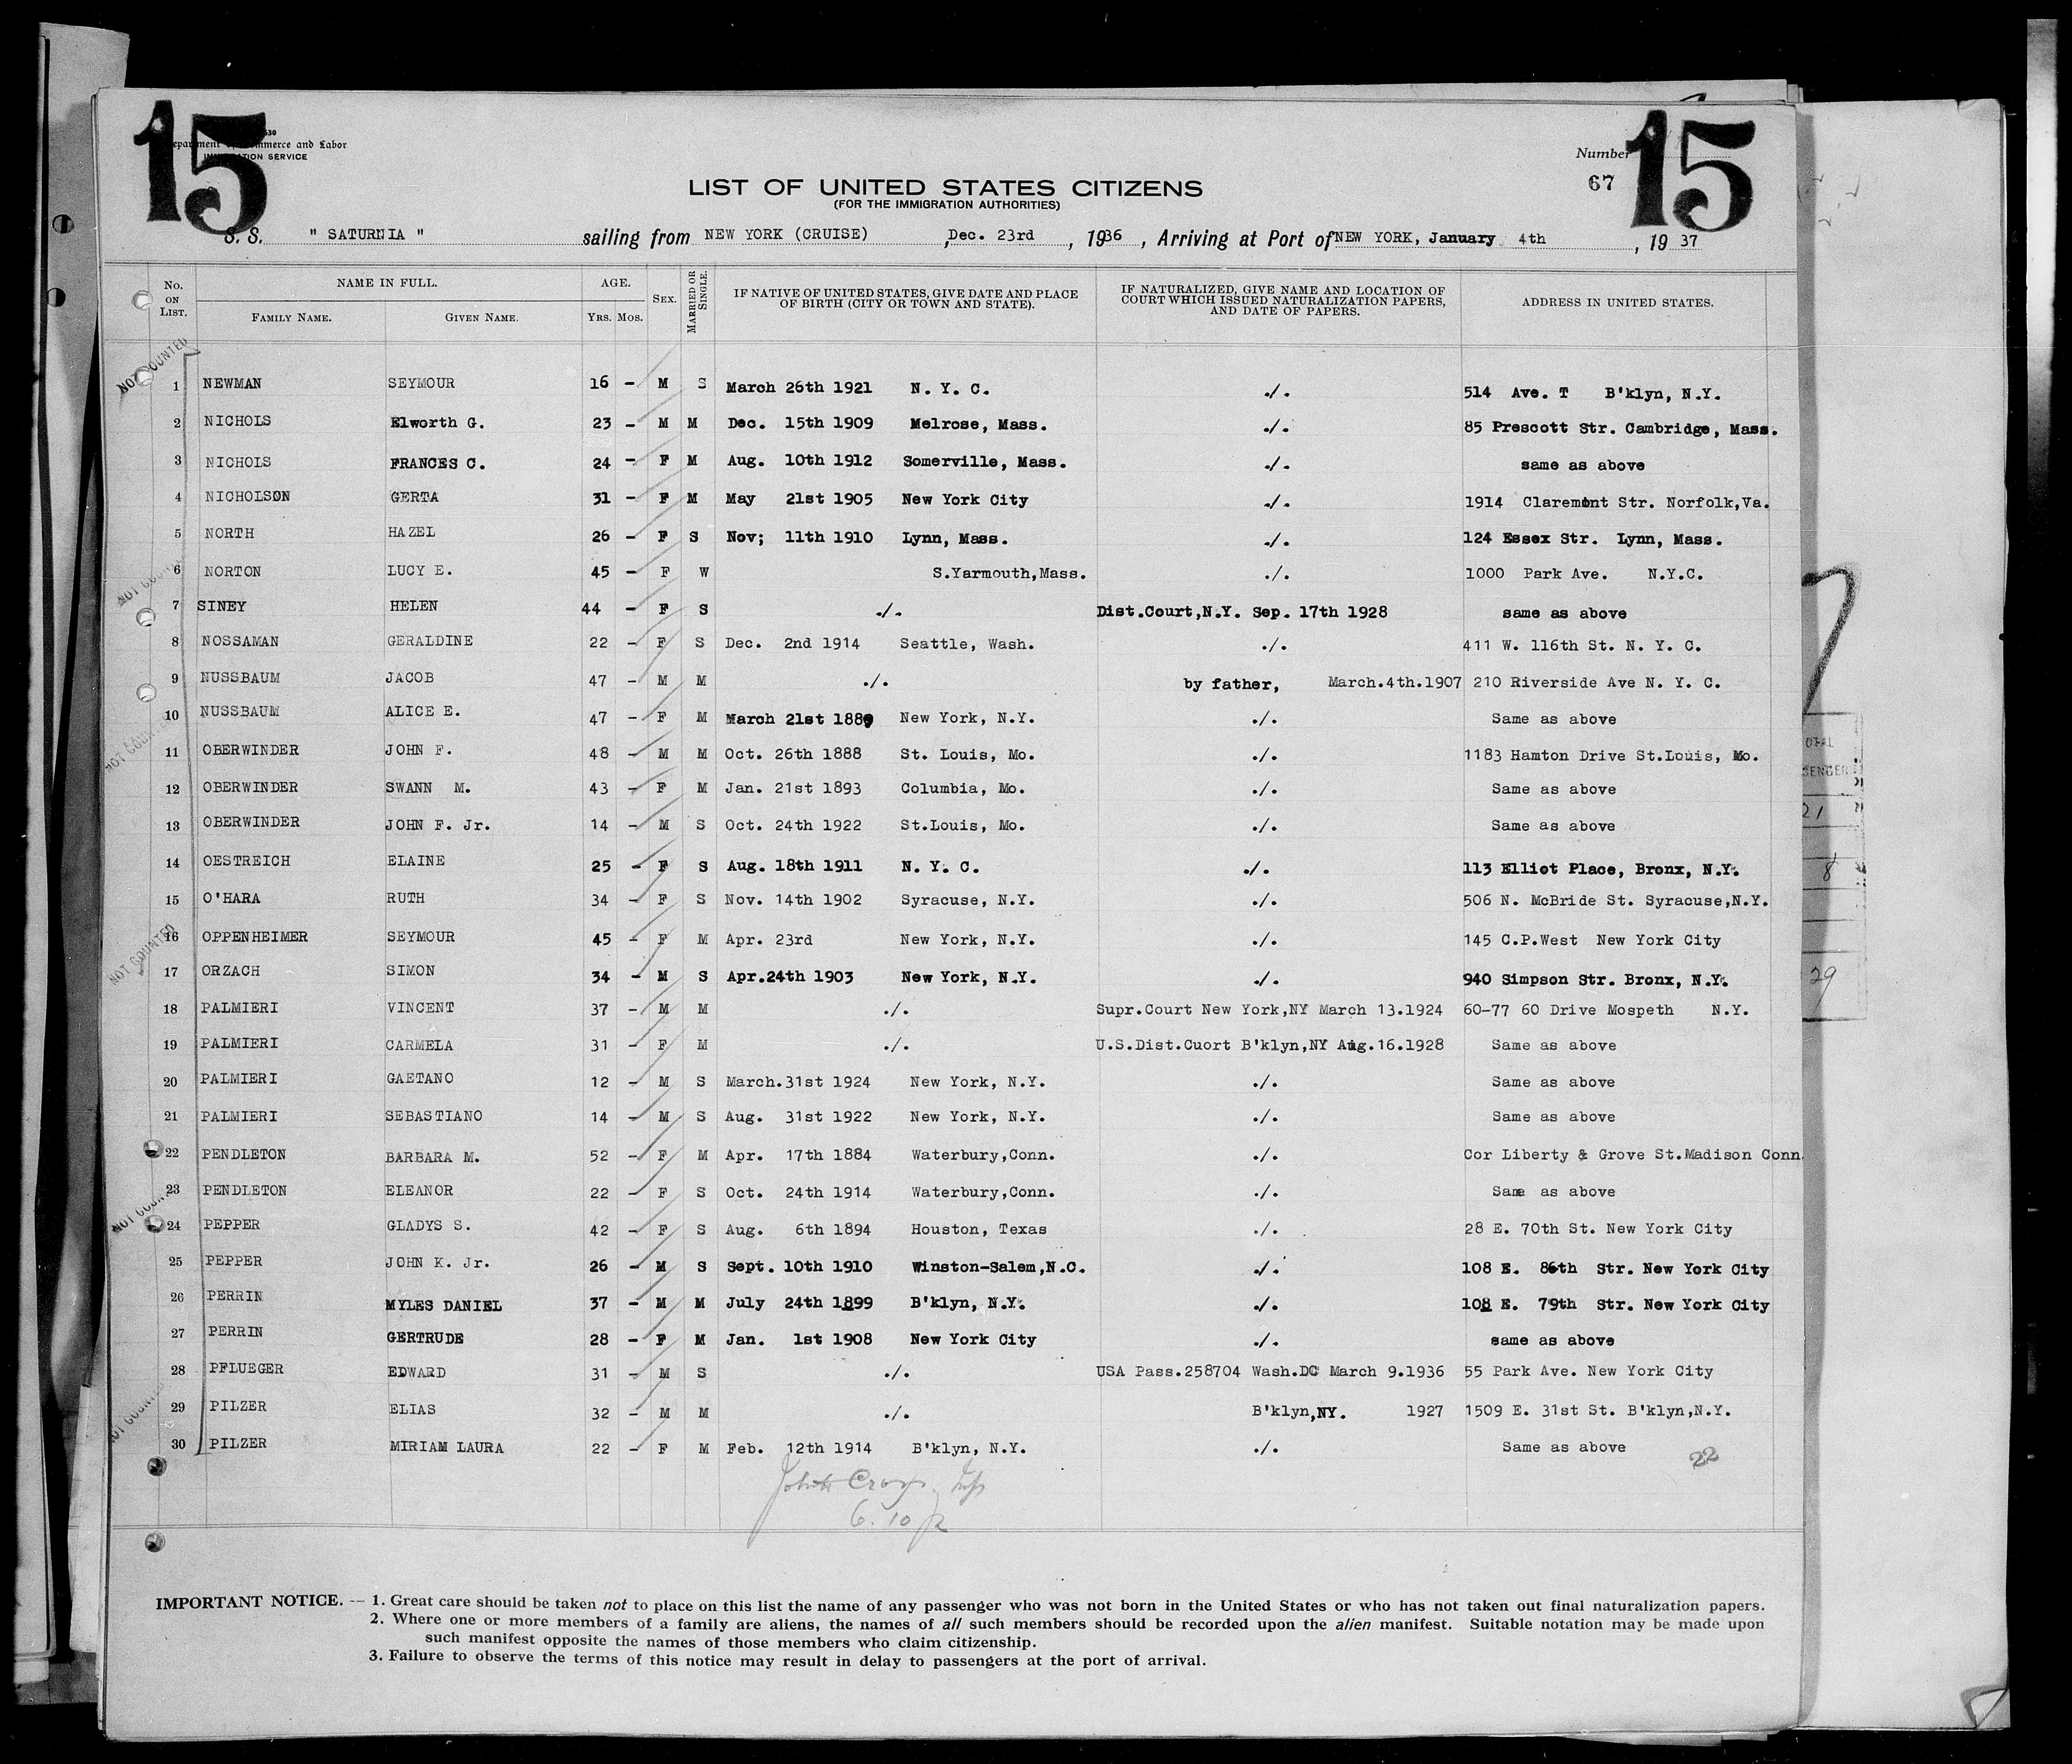 15
15
Department of Commerce and Labor
IMMIGRATION SERVICE
Number
67
LIST OF UNITED STATES CITIZENS
(FOR THE IMMIGRATION AUTHORITIES)
S. S. " SATURNIA " sailing from NEW YORK (CRUISE) ,Dec. 23rd , 1936 , Arriving at Port of NEW YORK, January 4th , 19 37
No. ON LIST. NAME IN FULL. FAMILY NAME. GIVEN NAME. AGE. YRS. MOS. SEX. MARRIED OR SINGLE. IF NATIVE OF UNITED STATES, GIVE DATE AND PLACE OF BIRTH (CITY OR TOWN AND STATE). IF NATURALIZED, GIVE NAME AND LOCATION OF COURT WHICH ISSUED NATURALIZATION PAPERS, AND DATE OF PAPERS. ADDRESS IN UNITED STATES.
NOT COUNTED
1 NEWMAN SEYMOUR 16 - M S March 26th 1921 N. Y. C. ./. 514 Ave. T B'klyn, N.Y.
2 NICHOLS Elworth G. 23 - M M Dec. 15th 1909 Melrose, Mass. ./. 85 Prescott Str. Cambridge, Mass.
3 NICHOLS FRANCES C. 24 - F M Aug. 10th 1912 Somerville, Mass. ./. same as above
4 NICHOLSON GERTA 31 - F M May 21st 1905 New York City ./. 1914 Claremont Str. Norfolk,Va.
5 NORTH HAZEL 26 - F S Nov; 11th 1910 Lynn, Mass. ./. 124 Essex Str. Lynn, Mass.
NOT COUNTED
6 NORTON LUCY E. 45 - F W S.Yarmouth,Mass. ./. 1000 Park Ave. N.Y.C.
7 SINEY HELEN 44 - F S ./. Dist.Court,N.Y. Sep. 17th 1928 same as above
8 NOSSAMAN GERALDINE 22 - F S Dec. 2nd 1914 Seattle, Wash. ./. 411 W. 116th St. N. Y. C.
9 NUSSBAUM JACOB 47 - M M ./. by father, March.4th.1907 210 Riverside Ave N. Y. C.
10 NUSSBAUM ALICE E. 47 - F M March 21st 1889 New York, N.Y. ./. Same as above
NOT COUNTED
11 OBERWINDER JOHN F. 48 - M M Oct. 26th 1888 St. Louis, Mo. ./. 1183 Hamton Drive St.Louis, Mo.
12 OBERWINDER SWANN M. 43 - F M Jan. 21st 1893 Columbia, Mo. ./. Same as above
13 OBERWINDER JOHN F. Jr. 14 - M S Oct. 24th 1922 St.Louis, Mo. ./. Same as above
14 OESTREICH ELAINE 25 - F S Aug. 18th 1911 N. Y. C. ./. 113 Elliot Place, Bronx, N.Y.
15 O'HARA RUTH 34 - F S Nov. 14th 1902 Syracuse, N.Y. ./. 506 N. McBride St. Syracuse,N.Y.
NOT COUNTED
16 OPPENHEIMER SEYMOUR 45 - F M Apr. 23rd New York, N.Y. ./. 145 C.P.West New York City
17 ORZACH SIMON 34 - M S Apr.24th 1903 New York, N.Y. ./. 940 Simpson Str. Bronx, N.Y.
18 PALMIERI VINCENT 37 - M M ./. Supr.Court New York,NY March 13.1924 60-77 60 Drive Mospeth N.Y.
19 PALMIERI CARMELA 31 - F M ./. U.S.Dist.Cuort B'klyn,NY Aug.16.1928 Same as above
20 PALMIERI GAETANO 12 - M S March.31st 1924 New York, N.Y. ./. Same as above
21 PALMIERI SEBASTIANO 14 - M S Aug. 31st 1922 New York, N.Y. ./. Same as above
22 PENDLETON BARBARA M. 52 - F M Apr. 17th 1884 Waterbury,Conn. ./. Cor Liberty & Grove St.Madison Conn.
23 PENDLETON ELEANOR 22 - F S Oct. 24th 1914 Waterbury,Conn. ./. Same as above
NOT COUNTED
24 PEPPER GLADYS S. 42 - F S Aug. 6th 1894 Houston, Texas ./. 28 E. 70th St. New York City
25 PEPPER JOHN K. Jr. 26 - M S Sept. 10th 1910 Winston-Salem,N.C. ./. 108 E. 86th Str. New York City
26 PERRIN MYLES DANIEL 37 - M M July 24th 1899 B'klyn, N.Y. ./. 108 E. 79th Str. New York City
27 PERRIN GERTRUDE 28 - F M Jan. 1st 1908 New York City ./. same as above
28 PFLUEGER EDWARD 31 - M S ./. USA Pass.258704 Wash.DC March 9.1936 55 Park Ave. New York City
NOT COUNTED
29 PILZER ELIAS 32 - M M ./. B'klyn,NY. 1927 1509 E. 31st St. B'klyn,N.Y.
30 PILZER MIRIAM LAURA 22 - F M Feb. 12th 1914 B'klyn, N.Y. ./. Same as above
22
21
8
29
IMPORTANT NOTICE. — 1. Great care should be taken not to place on this list the name of any passenger who was not born in the United States or who has not taken out final naturalization papers.
2. Where one or more members of a family are aliens, the names of all such members should be recorded upon the alien manifest. Suitable notation may be made upon
such manifest opposite the names of those members who claim citizenship.
3. Failure to observe the terms of this notice may result in delay to passengers at the port of arrival.